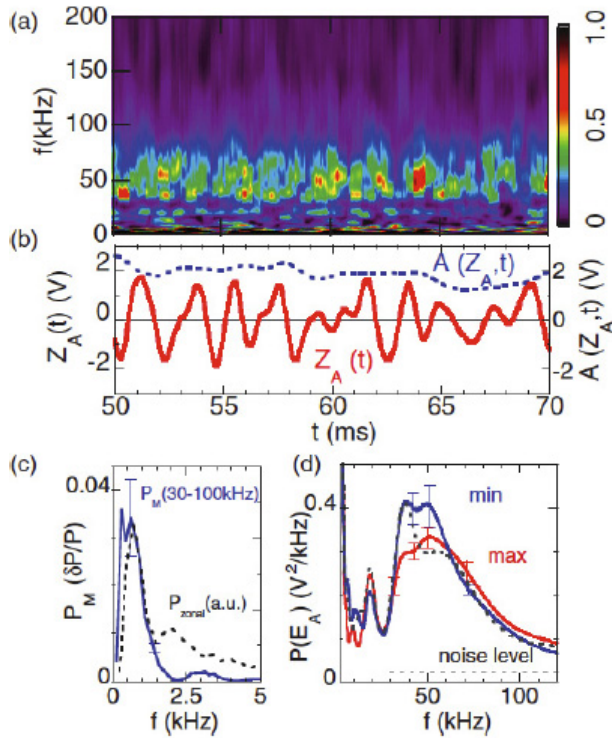 (a)
200
150
100
50
0
f(kHz)
1.0
0.5
0
(b)
2
0
-2
Z_A(t) (V)
A (Z_A,t)
Z_A (t)
2
0
-2
A (Z_A,t) (V)
50 55 60 65 70
t (ms)
(c)
0.04
0
P_M (δP/P)
P_M(30-100kHz)
P_zonal(a.u.)
0 1 2 3 4 5
f (kHz)
(d)
0.4
0
P(E_A) (V²/kHz)
min
max
noise level
50 100
f (kHz)